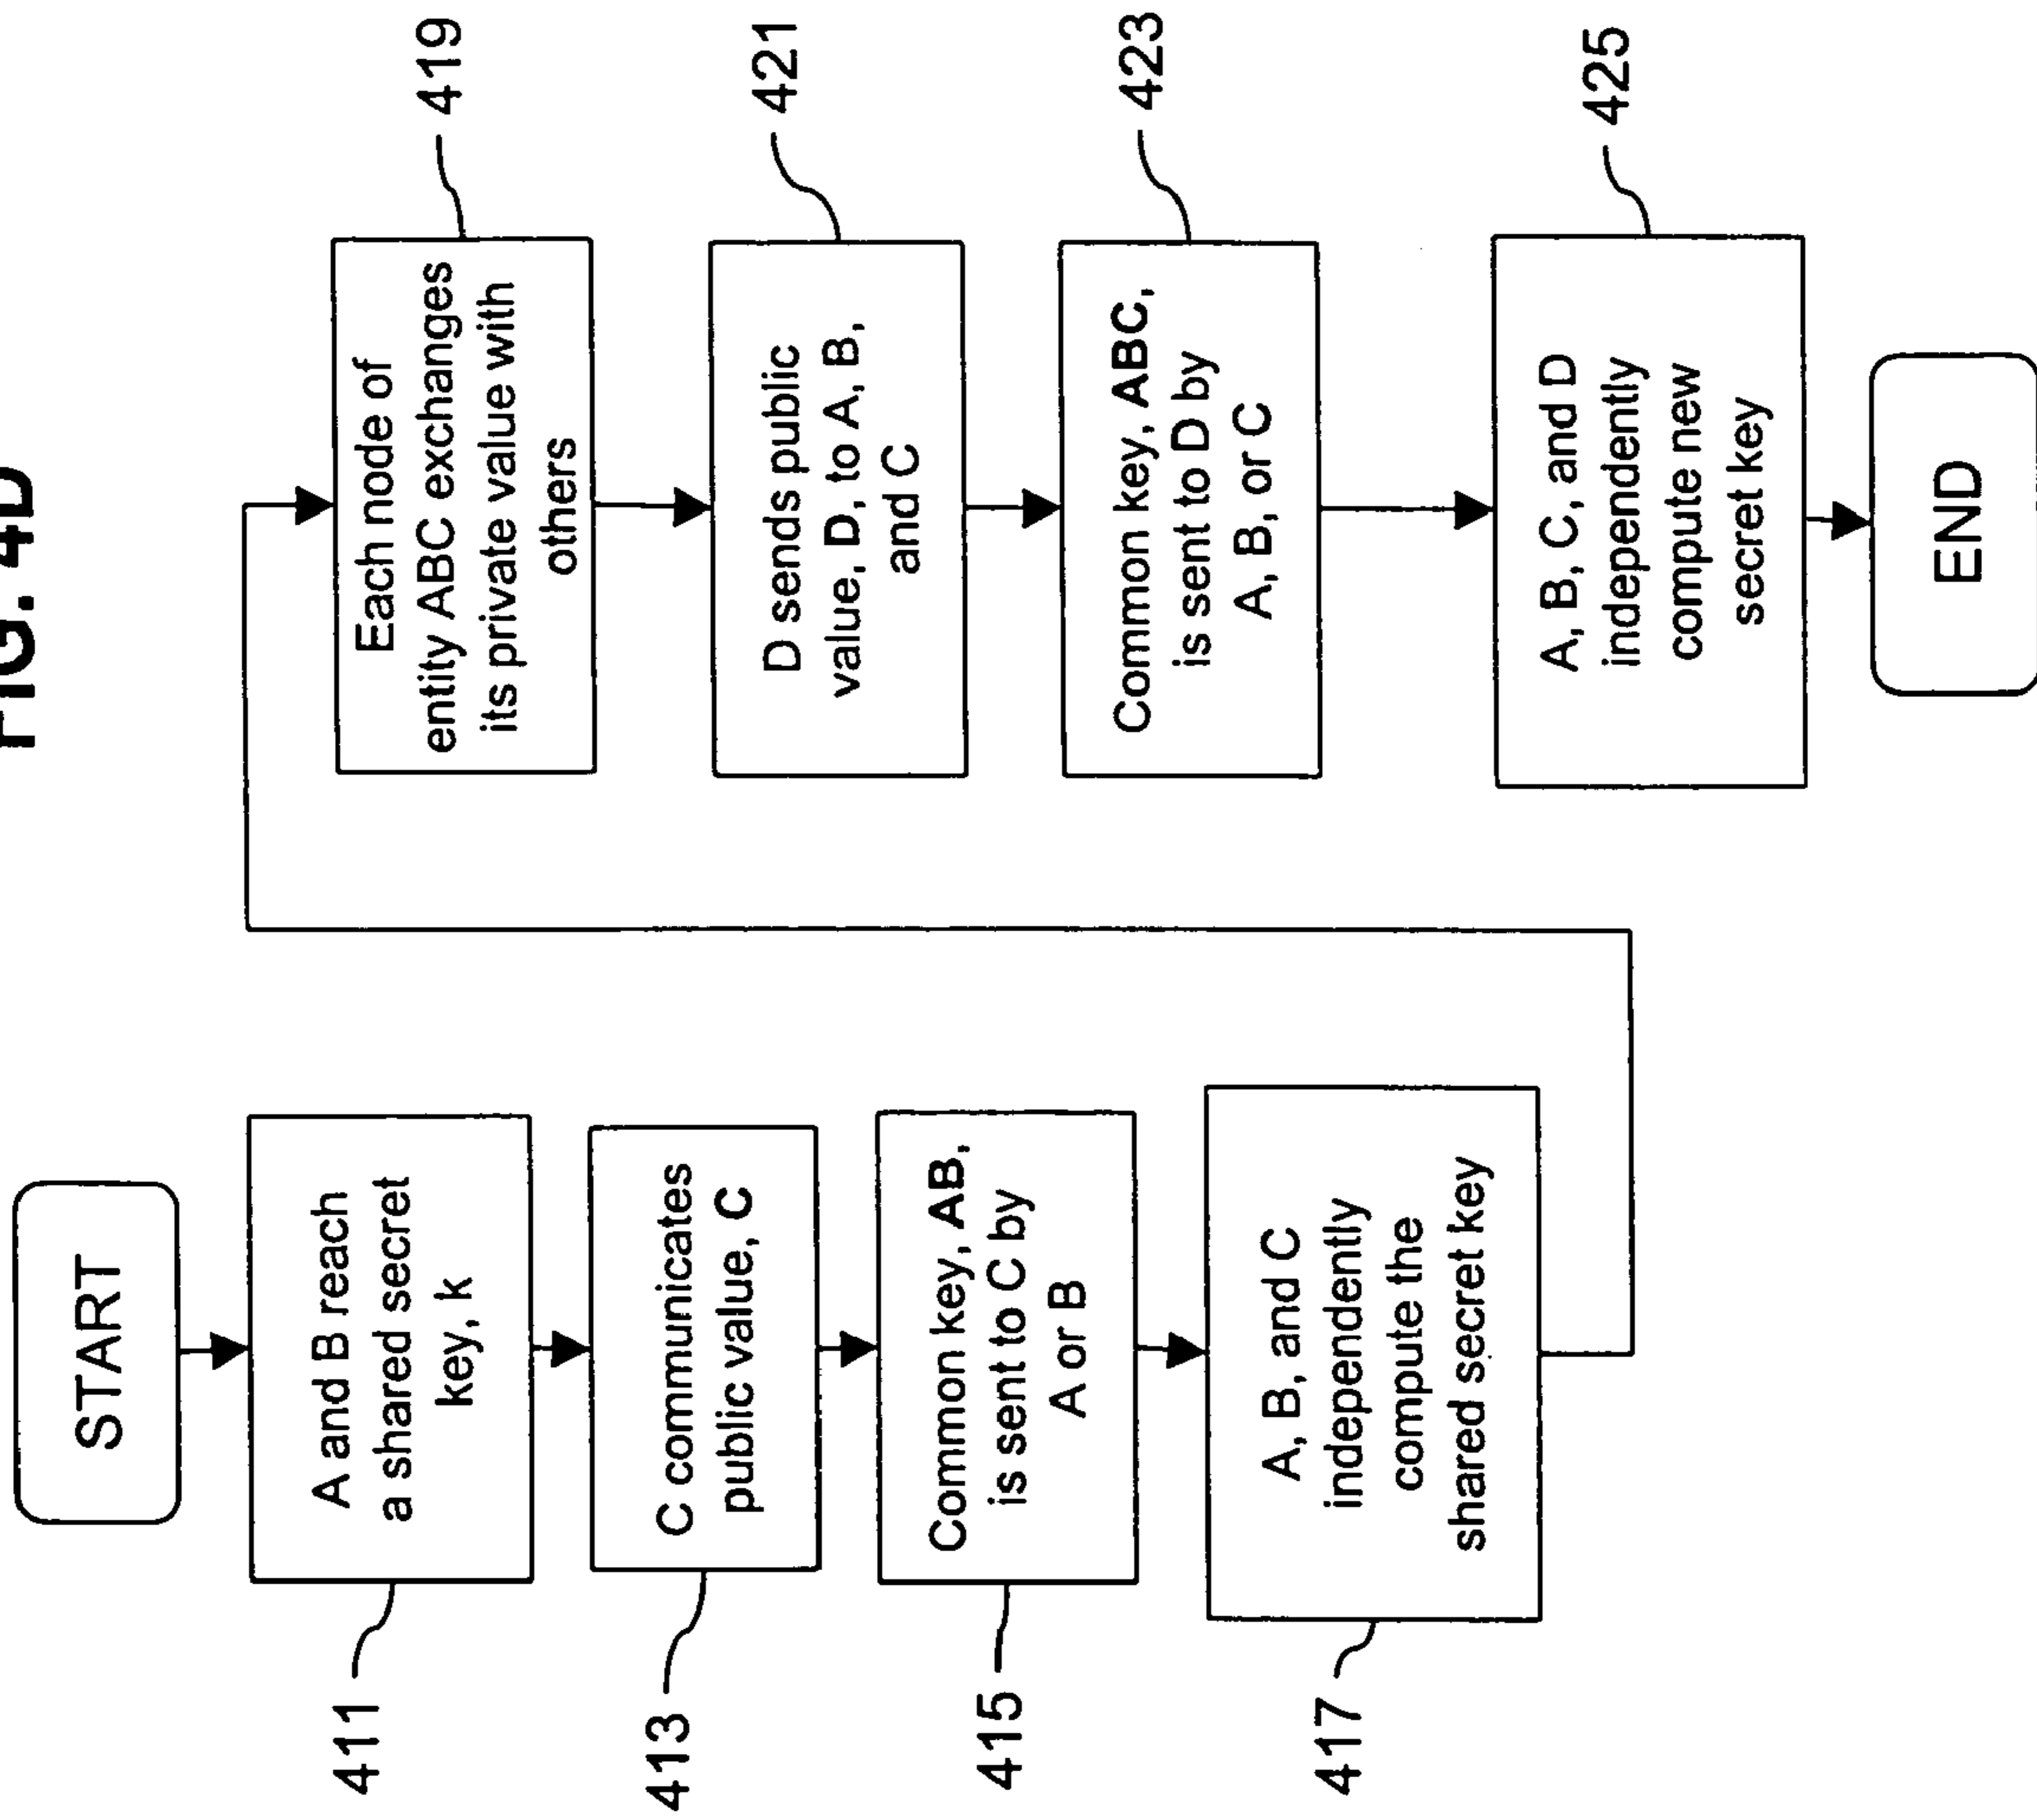 FIG. 4D
START
A and B reach
a shared secret
key, k
411
C communicates
public value, C
413
Common key, AB,
is sent to C by
A or B
415
A, B, and C
independently
compute the
shared secret key
417
Each node of
entity ABC exchanges
its private value with
others
419
D sends public
value, D, to A, B,
and C
421
Common key, ABC,
is sent to D by
A, B, or C
423
A, B, C, and D
independently
compute new
secret key
425
END